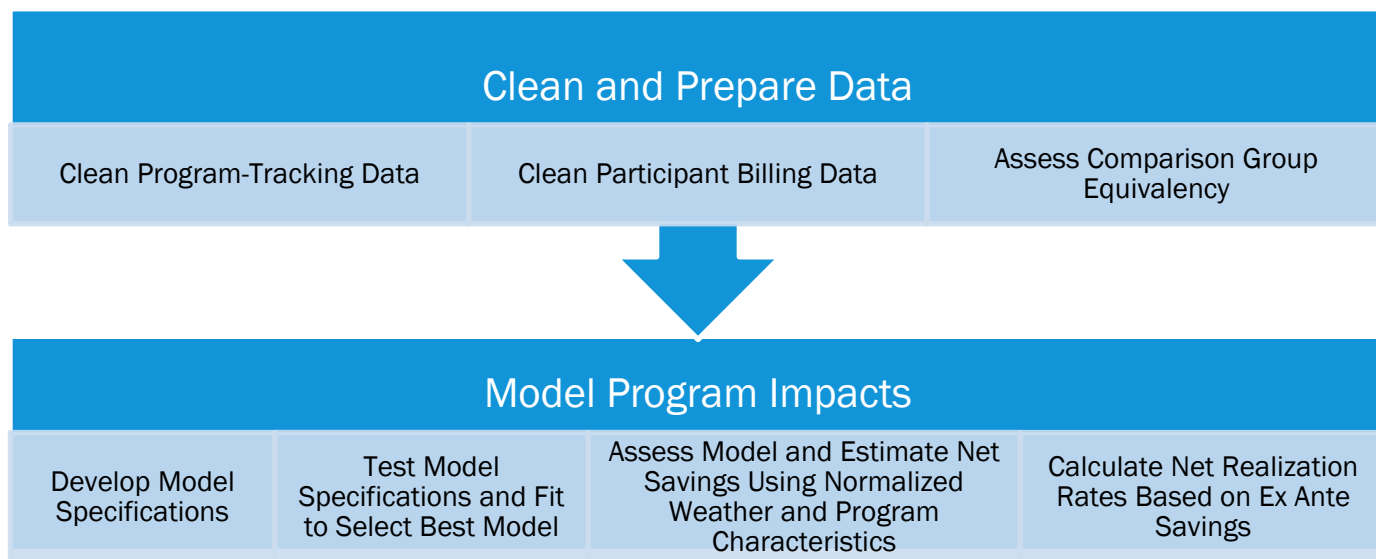 Clean and Prepare Data
Clean Program-Tracking Data
Clean Participant Billing Data
Assess Comparison Group
Equivalency
Model Program Impacts
Develop Model
Specifications
Test Model
Specifications and Fit
to Select Best Model
Assess Model and Estimate Net
Savings Using Normalized
Weather and Program
Characteristics
Calculate Net Realization
Rates Based on Ex Ante
Savings